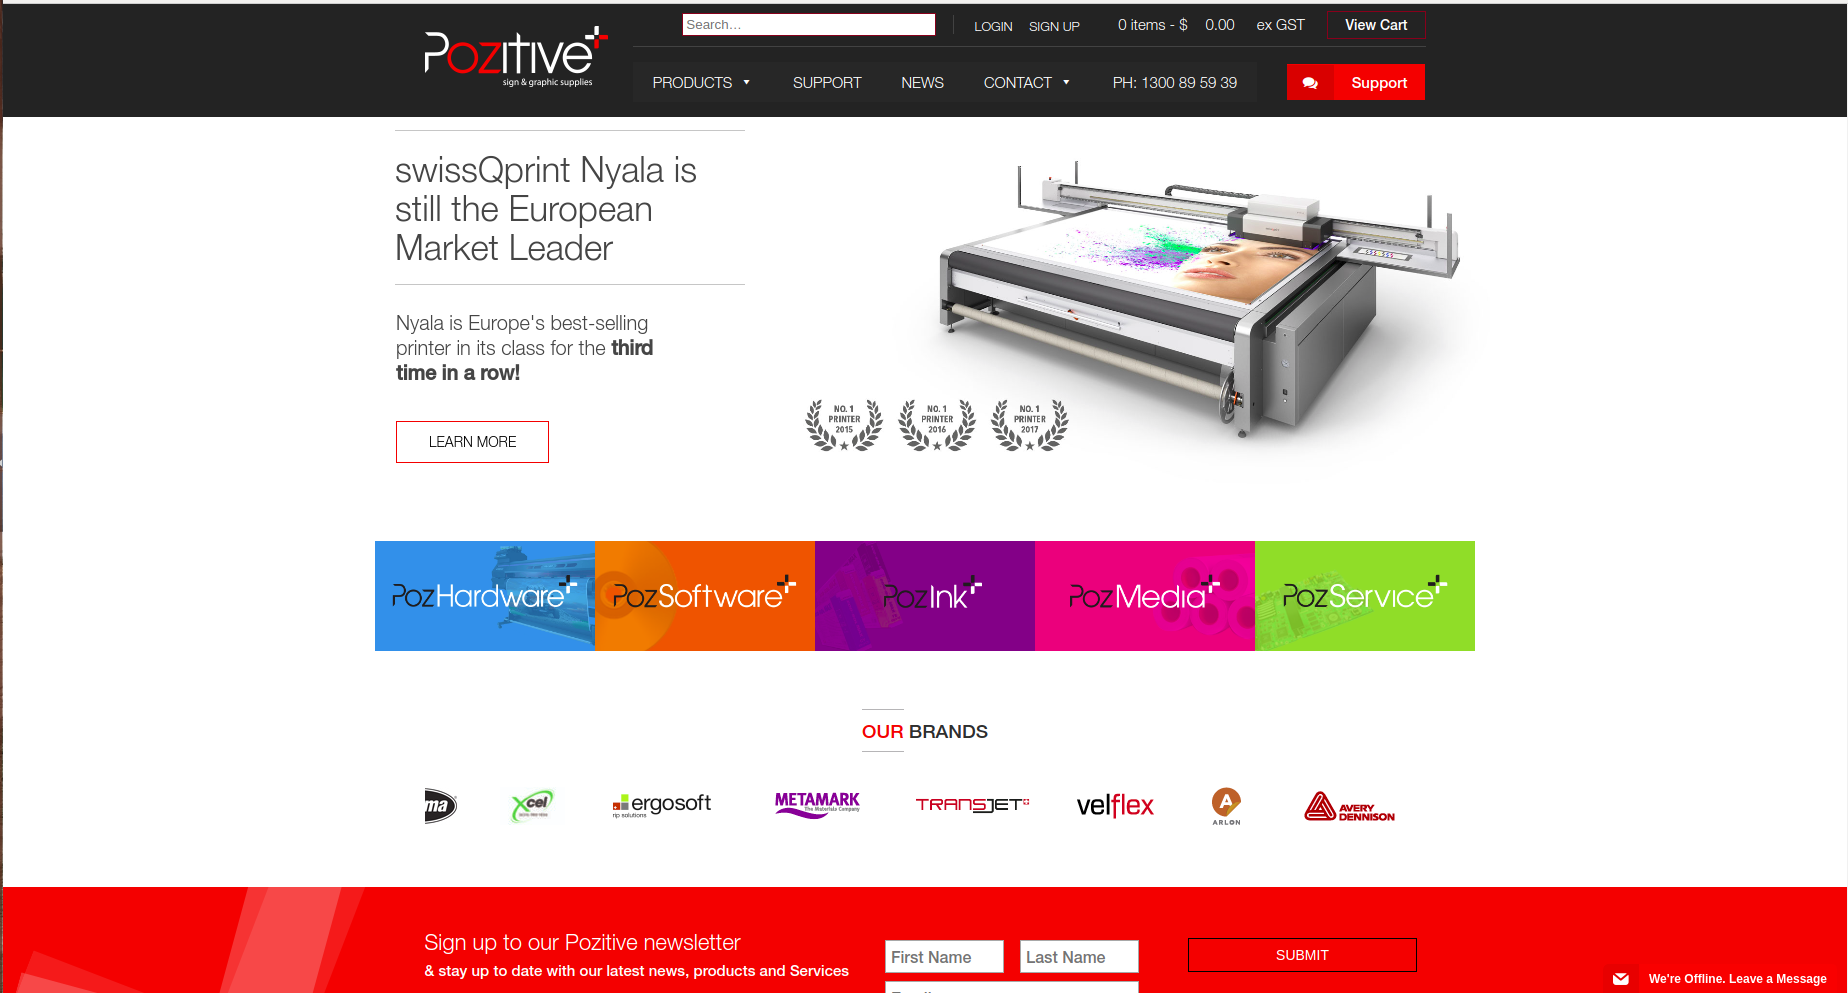 Search...
LOGIN SIGN UP 0 items - $ 0.00 ex GST View Cart
Pozitive
sign & graphic supplies
PRODUCTS SUPPORT NEWS CONTACT PH: 1300 89 59 39 Support
swissQprint Nyala is
still the European
Market Leader
Nyala is Europe's best-selling
printer in its class for the third
time in a row!
LEARN MORE
NO. 1
PRINTER
2015
NO. 1
PRINTER
2016
NO. 1
PRINTER
2017
PozHardware PozSoftware PozInk PozMedia PozService
OUR BRANDS
ma
xcel
ergosoft
rip solutions
METAMARK
The Materials Company
TRANSJET
velflex
ARLON
AVERY
DENNISON
Sign up to our Pozitive newsletter
& stay up to date with our latest news, products and Services
First Name Last Name SUBMIT
We're Offline. Leave a Message